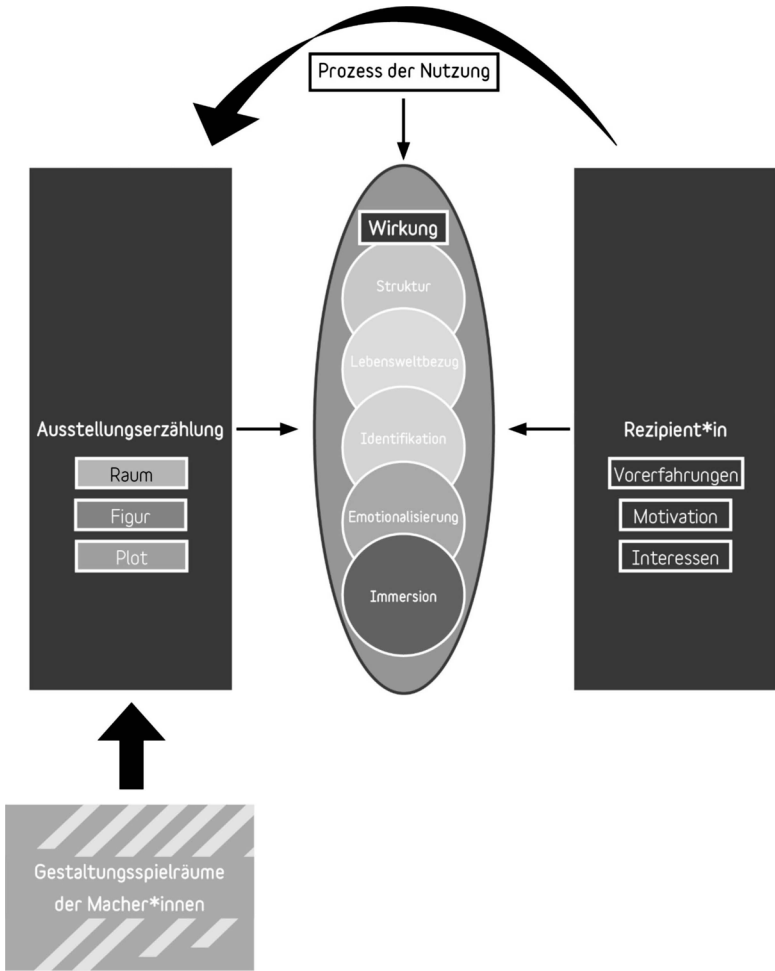 Prozess der Nutzung
Wirkung
Struktur
Lebensweltbezug
Identifikation
Emotionalisierung
Immersion
Ausstellungserzählung
Raum
Figur
Plot
Rezipient*in
Vorerfahrungen
Motivation
Interessen
Gestaltungsspielräume
der Macher*innen